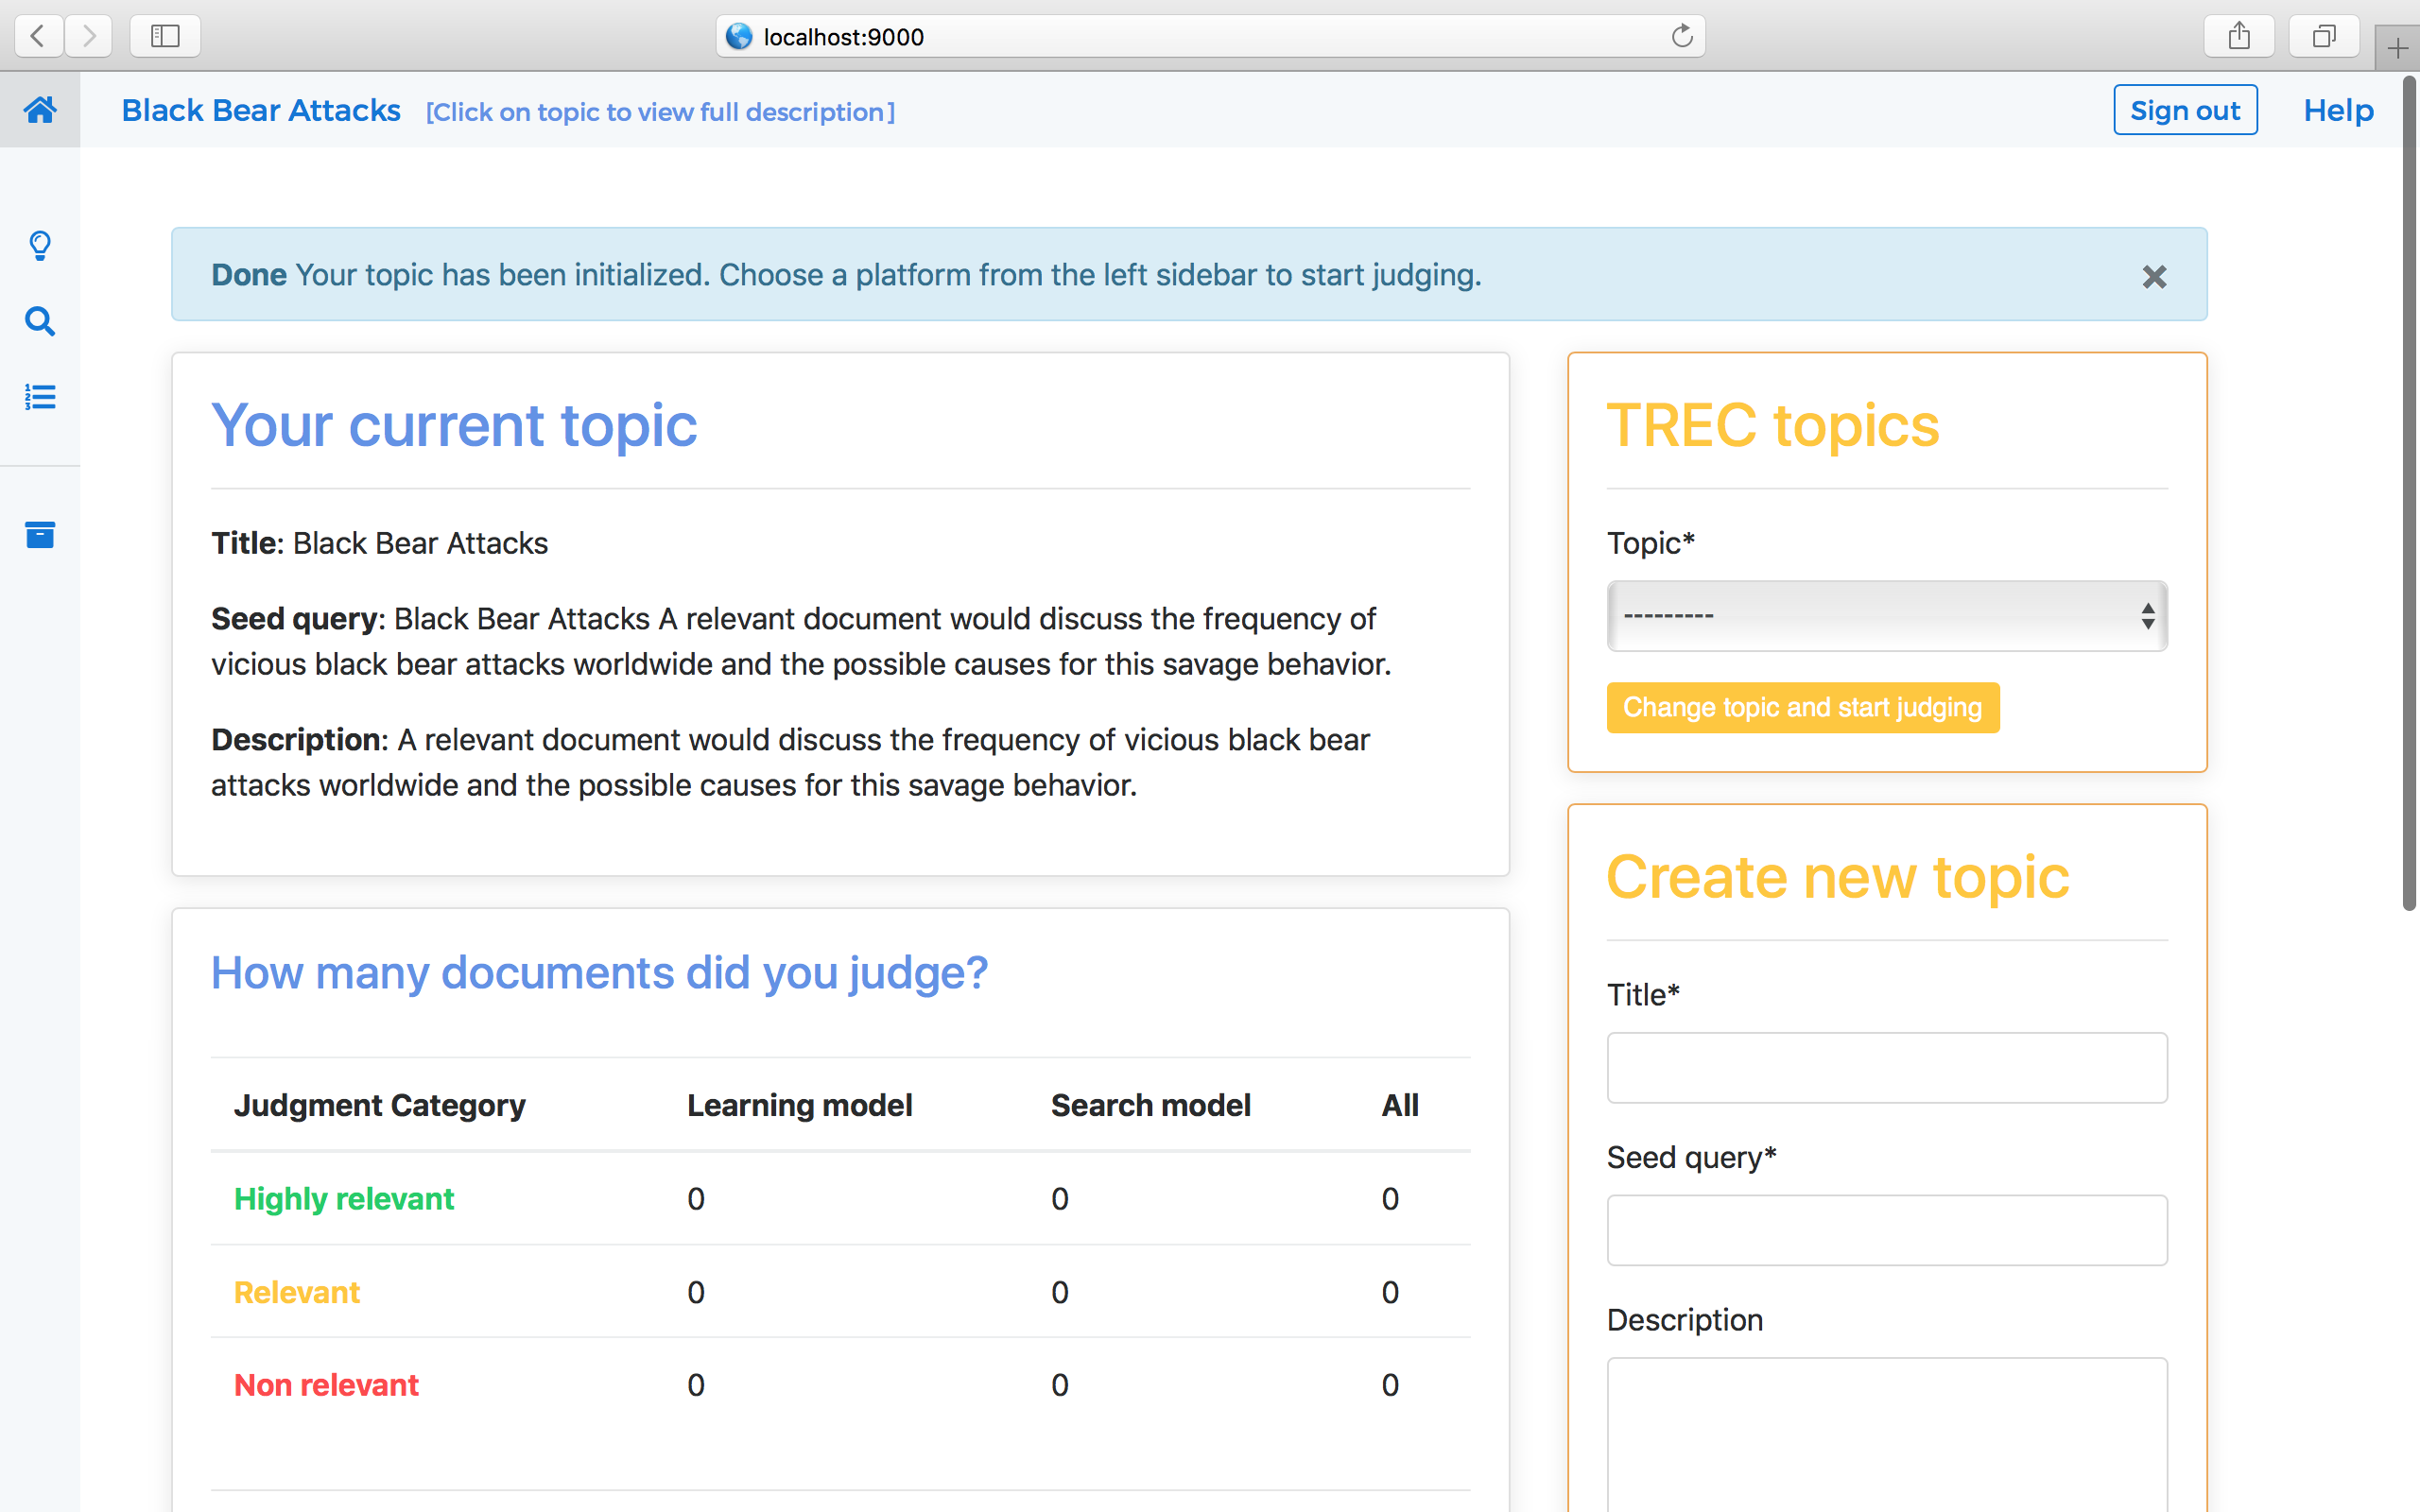 localhost:9000
Black Bear Attacks [Click on topic to view full description]
Sign out Help
Done Your topic has been initialized. Choose a platform from the left sidebar to start judging.
Your current topic
Title: Black Bear Attacks
Seed query: Black Bear Attacks A relevant document would discuss the frequency of
vicious black bear attacks worldwide and the possible causes for this savage behavior.
Description: A relevant document would discuss the frequency of vicious black bear
attacks worldwide and the possible causes for this savage behavior.
How many documents did you judge?
Judgment Category Learning model Search model All
Highly relevant 0 0 0
Relevant 0 0 0
Non relevant 0 0 0
TREC topics
Topic*
---------
Change topic and start judging
Create new topic
Title*
Seed query*
Description